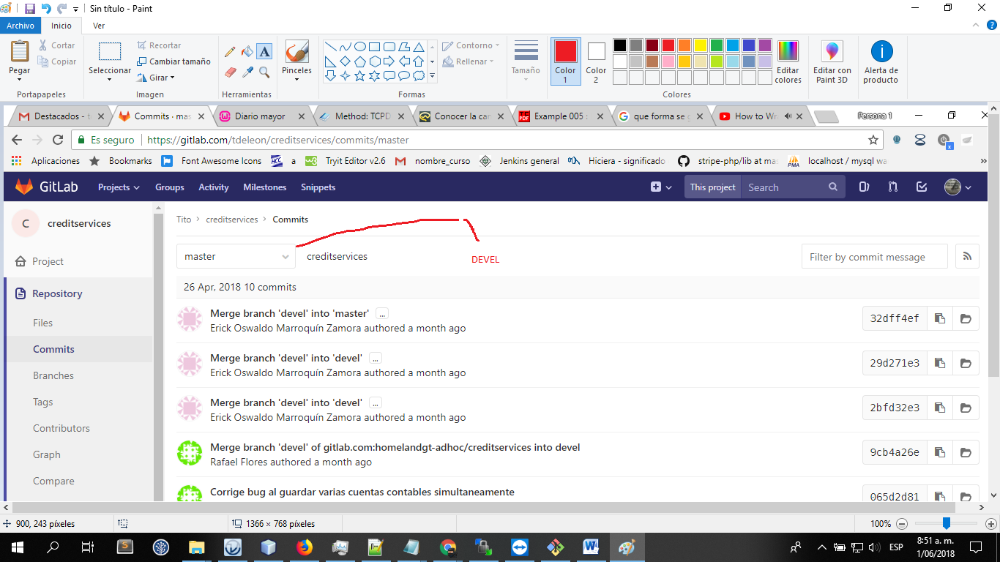 Sin título - Paint
Archivo Inicio Ver
Pegar Cortar Copiar Portapapeles
Seleccionar Recortar Cambiar tamaño Girar Imagen
Herramientas
Pinceles
Contorno Rellenar Formas
Tamaño
Color 1 Color 2 Editar colores Colores
Editar con Paint 3D
Alerta de producto
Destacados - Commits · mas Diario mayor Method: TCPD Conocer la car Example 005 que forma se How to Wr Persona 1
Es seguro https://gitlab.com/tdeleon/creditservices/commits/master
Aplicaciones Bookmarks Font Awesome Icons a Tryit Editor v2.6 nombre_curso Jenkins general Hiciera - significado stripe-php/lib at mas localhost / mysql wa
GitLab Projects Groups Activity Milestones Snippets This project Search
C creditservices
Project
Repository
Files
Commits
Branches
Tags
Contributors
Graph
Compare
Tito > creditservices > Commits
master creditservices DEVEL Filter by commit message
26 Apr, 2018 10 commits
Merge branch 'devel' into 'master' ...
Erick Oswaldo Marroquín Zamora authored a month ago
32dff4ef
Merge branch 'devel' into 'devel' ...
Erick Oswaldo Marroquín Zamora authored a month ago
29d271e3
Merge branch 'devel' into 'devel' ...
Erick Oswaldo Marroquín Zamora authored a month ago
2bfd32e3
Merge branch 'devel' of gitlab.com:homelandgt-adhoc/creditservices into devel
Rafael Flores authored a month ago
9cb4a26e
Corrige bug al guardar varias cuentas contables simultaneamente
065d2d81
900, 243 píxeles 1366 × 768 píxeles 100%
ESP 8:51 a. m. 1/06/2018